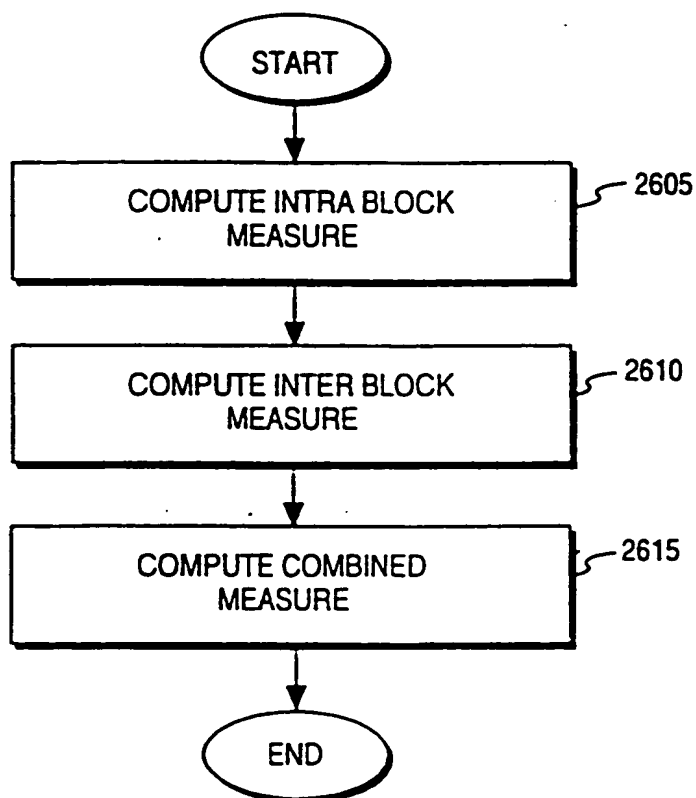 START
COMPUTE INTRA BLOCK
MEASURE
2605
COMPUTE INTER BLOCK
MEASURE
2610
COMPUTE COMBINED
MEASURE
2615
END